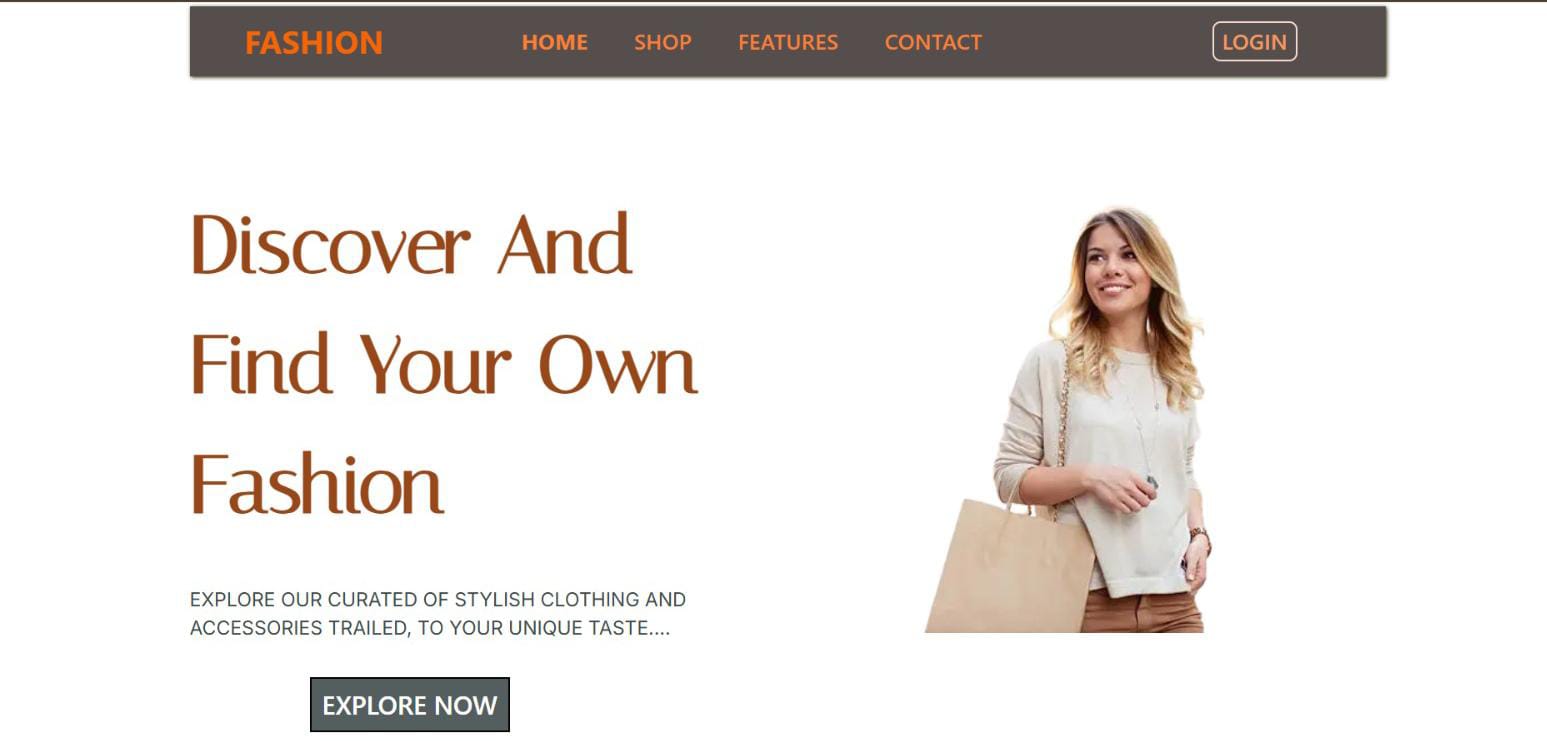 FASHION HOME SHOP FEATURES CONTACT LOGIN
Discover And
Find Your Own
Fashion
EXPLORE OUR CURATED OF STYLISH CLOTHING AND
ACCESSORIES TRAILED, TO YOUR UNIQUE TASTE....
EXPLORE NOW